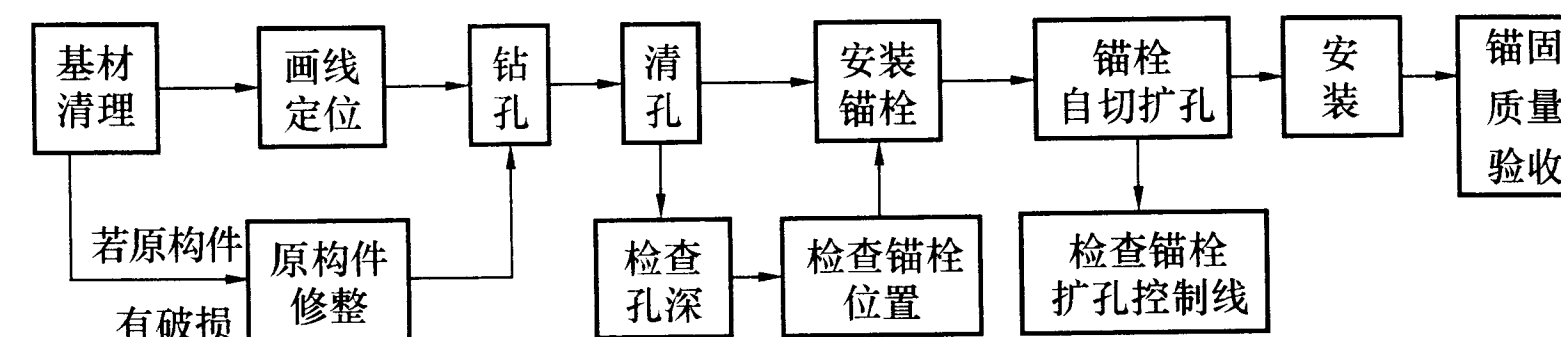 基材
清理
画线
定位
钻
孔
清
孔
安装
锚栓
锚栓
自切扩孔
安
装
锚固
质量
验收
若原构件
有破损
原构件
修整
检查
孔深
检查锚栓
位置
检查锚栓
扩孔控制线